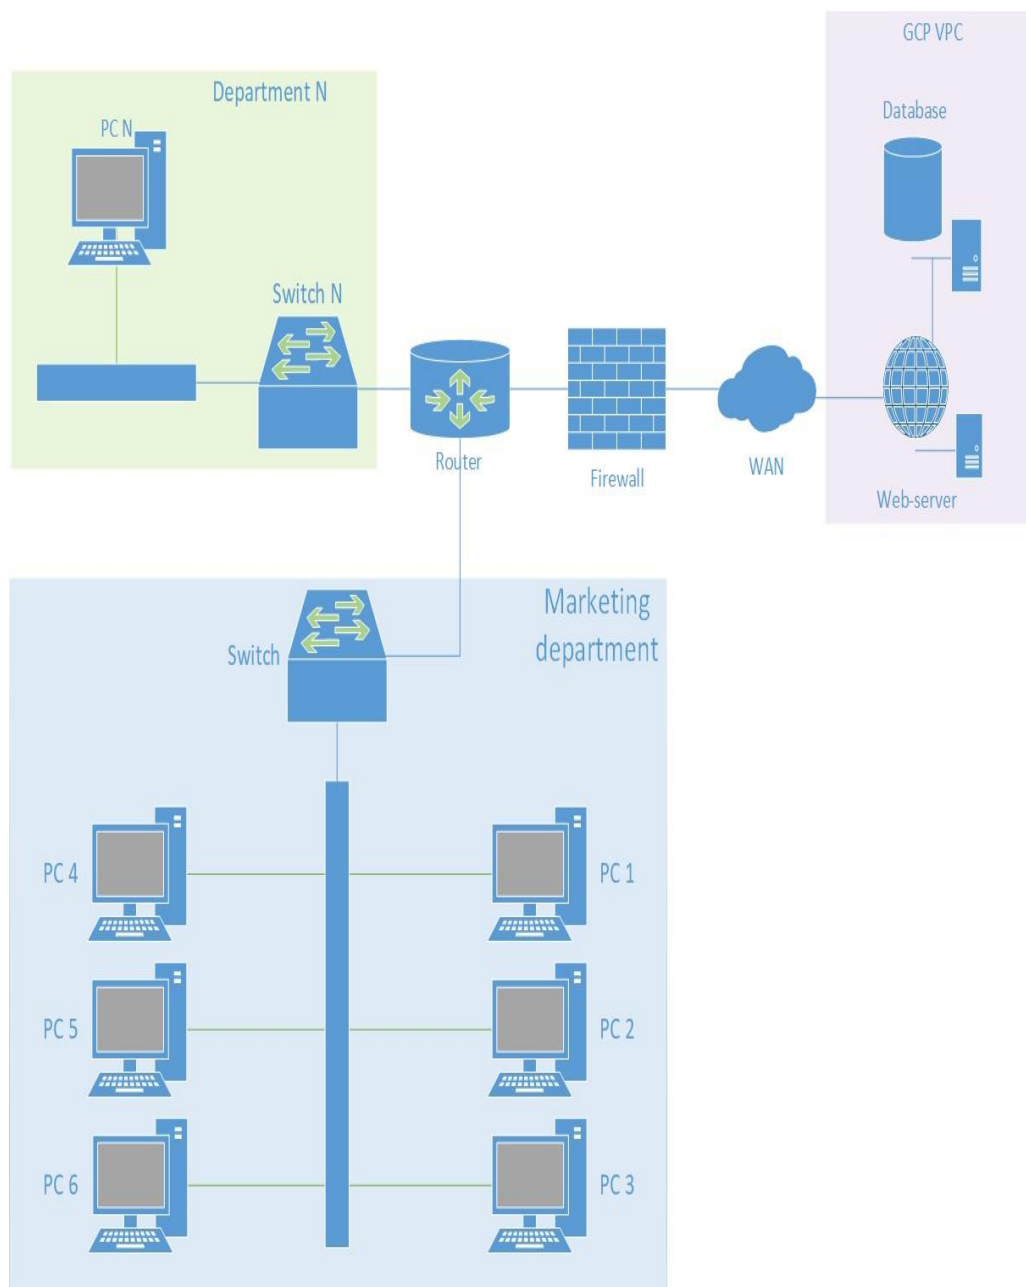 GCP VPC
Department N
Database
PC N
Switch N
Router
Firewall
WAN
Web-server
Marketing
department
Switch
PC 4
PC 1
PC 5
PC 2
PC 6
PC 3